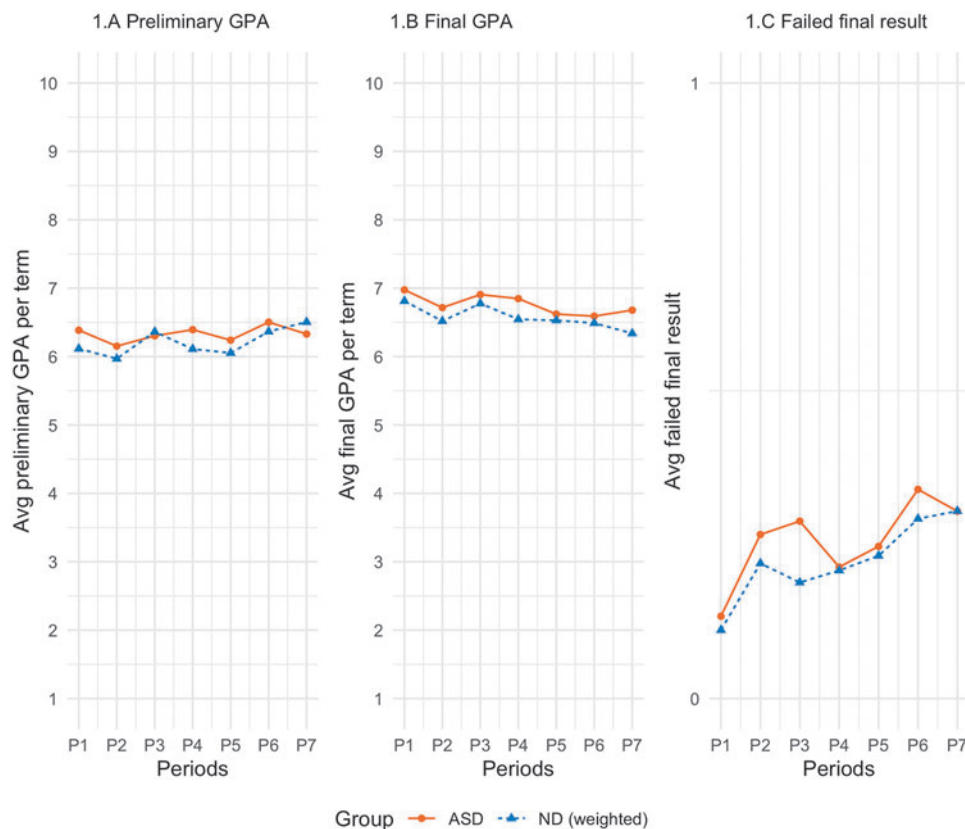 1.A Preliminary GPA
Avg preliminary GPA per term
10
9
8
7
6
5
4
3
2
1
P1 P2 P3 P4 P5 P6 P7
Periods
1.B Final GPA
Avg final GPA per term
10
9
8
7
6
5
4
3
2
1
P1 P2 P3 P4 P5 P6 P7
Periods
1.C Failed final result
Avg failed final result
1
0
P1 P2 P3 P4 P5 P6 P7
Periods
Group ASD ND (weighted)